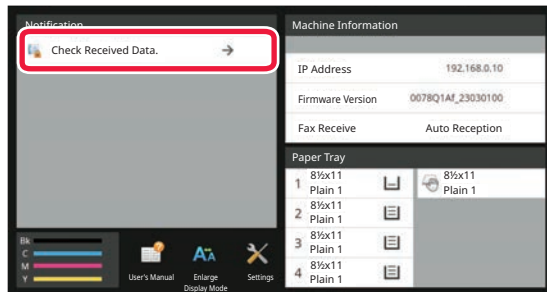 Notification
Check Received Data.
Machine Information
IP Address 192.168.0.10
Firmware Version 0078Q1Af_23030100
Fax Receive Auto Reception
Paper Tray
1 8½x11
Plain 1
8½x11
Plain 1
2 8½x11
Plain 1
3 8½x11
Plain 1
4 8½x11
Plain 1
Bk
C
M
Y
User's Manual
Enlarge
Display Mode
Settings